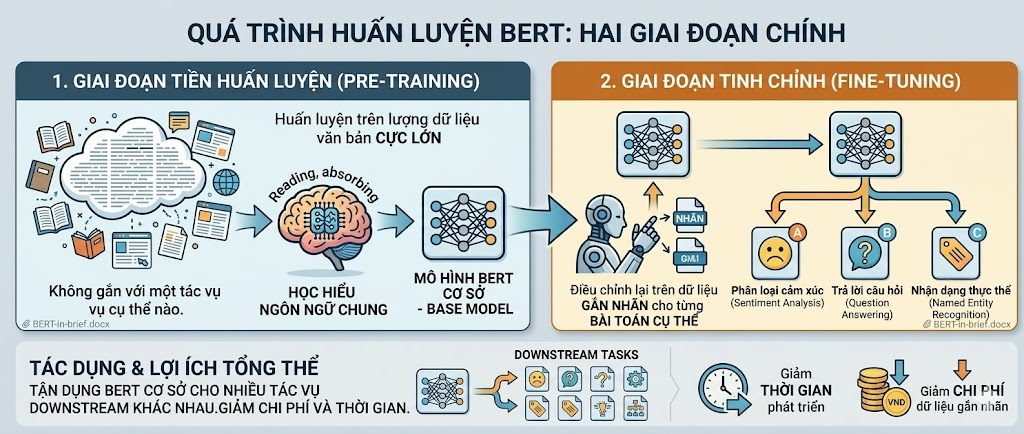 QUÁ TRÌNH HUẤN LUYỆN BERT: HAI GIAI ĐOẠN CHÍNH
1. GIAI ĐOẠN TIỀN HUẤN LUYỆN (PRE-TRAINING)
Huấn luyện trên lượng dữ liệu
văn bản CỰC LỚN
Reading, absorbing
Không gắn với một tác vụ
vụ cụ thể nào.
HỌC HIỂU
NGÔN NGỮ CHUNG
MÔ HÌNH BERT
CƠ SỞ
- BASE MODEL
BERT-in-brief.docx
2. GIAI ĐOẠN TINH CHỈNH (FINE-TUNING)
NHÃN
Điều chỉnh lại trên dữ liệu
GẮN NHÃN cho từng
BÀI TOÁN CỤ THỂ
A
B
C
Phân loại cảm xúc
(Sentiment Analysis)
Trả lời câu hỏi
(Question
Answering)
Nhận dạng thực thể
(Named Entity
Recognition)
BERT-in-brief.docx
TÁC DỤNG & LỢI ÍCH TỔNG THỂ
TẬN DỤNG BERT CƠ SỞ CHO NHIỀU TÁC VỤ
DOWNSTREAM KHÁC NHAU.GIẢM CHI PHÍ VÀ THỜI GIAN.
DOWNSTREAM TASKS
Giảm
THỜI GIAN
phát triển
VND
Giảm CHI PHÍ
dữ liệu gắn nhãn